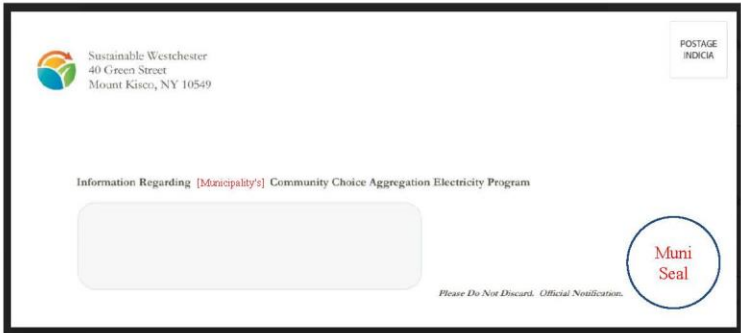 Sustainable Westchester
40 Green Street
Mount Kisco, NY 10549
POSTAGE
INDICIA
Information Regarding [Municipality's] Community Choice Aggregation Electricity Program
Muni
Seal
Please Do Not Discard. Official Notification.